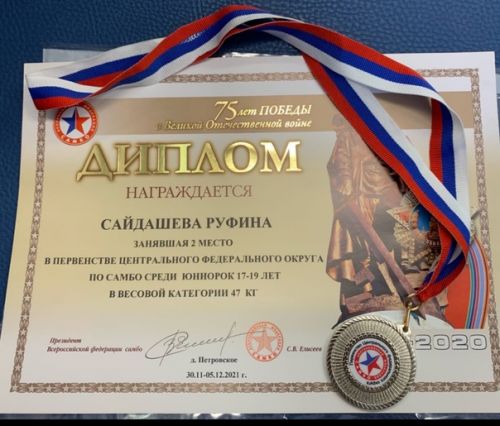 75 лет ПОБЕДЫ
в Великой Отечественной войне
ДИПЛОМ
НАГРАЖДАЕТСЯ
САЙДАШЕВА РУФИНА
ЗАНЯВШАЯ 2 МЕСТО
В ПЕРВЕНСТВЕ ЦЕНТРАЛЬНОГО ФЕДЕРАЛЬНОГО ОКРУГА
ПО САМБО СРЕДИ ЮНИОРОК 17-19 ЛЕТ
В ВЕСОВОЙ КАТЕГОРИИ 47 КГ
Президент
Всероссийской федерации самбо
С.В. Елисеев
д. Петровское
30.11-05.12.2021 г.
2020